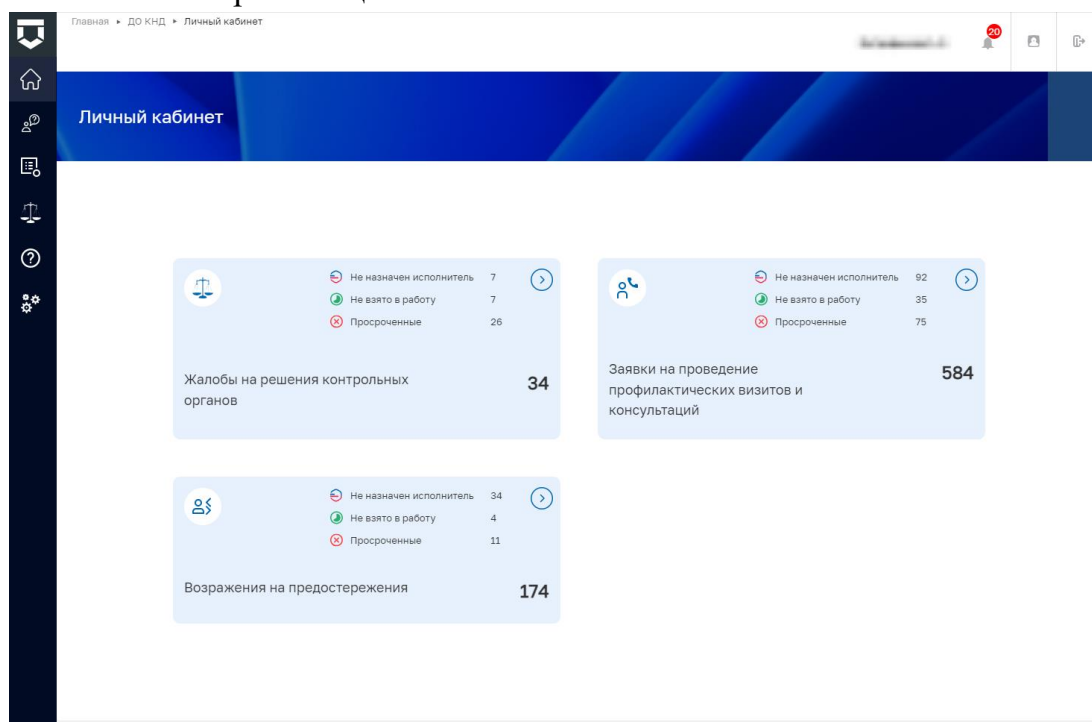 Главная ▸ ДО КНД ▸ Личный кабинет
20
Личный кабинет
Не назначен исполнитель 7
Не взято в работу 7
Просроченные 26
Жалобы на решения контрольных
органов
34
Не назначен исполнитель 92
Не взято в работу 35
Просроченные 75
Заявки на проведение
профилактических визитов и
консультаций
584
Не назначен исполнитель 34
Не взято в работу 4
Просроченные 11
Возражения на предостережения
174